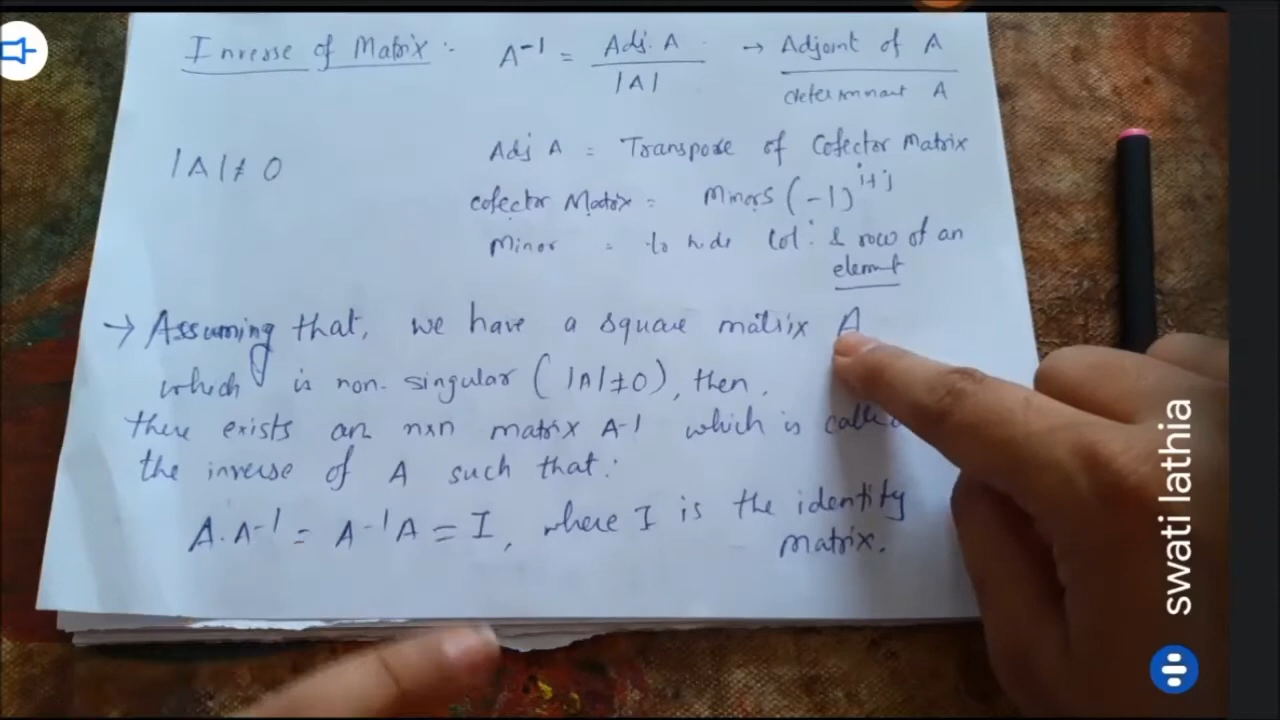 Inverse of Matrix :-
A-1 = Adj. A / |A| → Adjoint of A / determinant A
|A| ≠ 0
Adj A = Transpose of Cofector Matrix
cofector Matrix = Minors (-1)^i+j
Minor = to hide Col: & row of an
element
→ Assuming that, we have a square matrix A
which is non-singular (|A| ≠ 0), then.
there exists an nxn matrix A-1 which is called
the inverse of A such that:
A.A-1 = A-1A = I, where I is the identity
matrix.
swati lathia